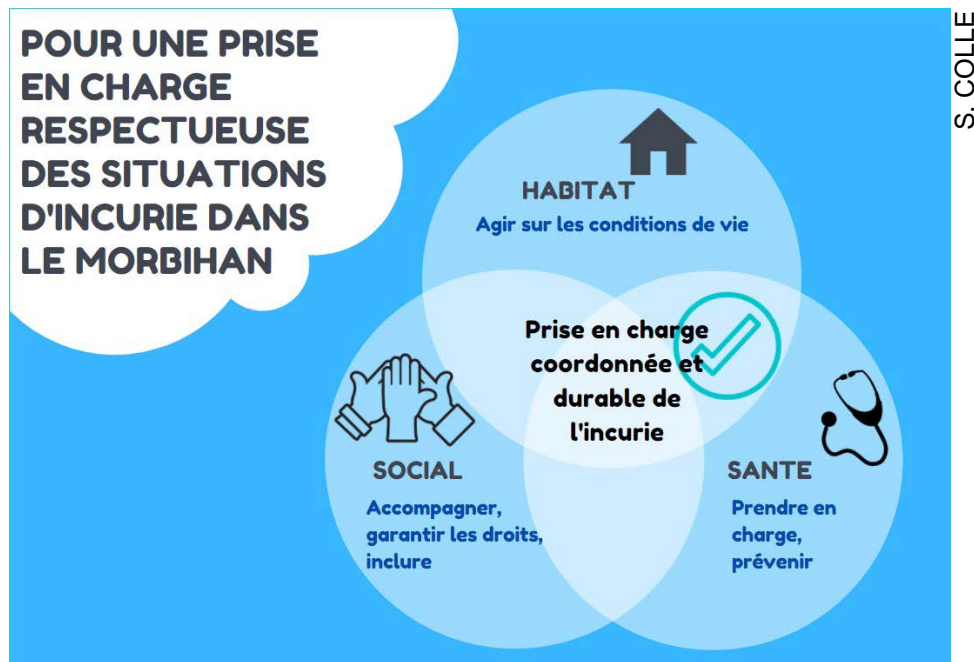 POUR UNE PRISE
EN CHARGE
RESPECTUEUSE
DES SITUATIONS
D'INCURIE DANS
LE MORBIHAN
HABITAT
Agir sur les conditions de vie
Prise en charge
coordonnée et
durable de
l'incurie
SOCIAL
Accompagner,
garantir les droits,
inclure
SANTE
Prendre en
charge,
prévenir
S. COLLE